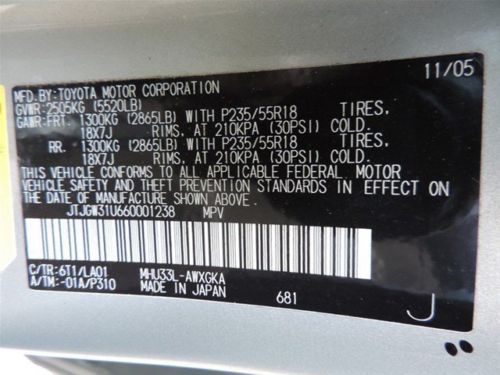 MFD.BY:TOYOTA MOTOR CORPORATION 11/05
GVWR:2505KG (5520LB)
GAWR:FRT. 1300KG (2865LB) WITH P235/55R18 TIRES,
18X7J RIMS, AT 210KPA (30PSI) COLD.
RR. 1300KG (2865LB) WITH P235/55R18 TIRES,
18X7J RIMS, AT 210KPA (30PSI) COLD.
THIS VEHICLE CONFORMS TO ALL APPLICABLE FEDERAL MOTOR
VEHICLE SAFETY AND THEFT PREVENTION STANDARDS IN EFFECT ON
THE DATE OF MANUFACTURE SHOWN ABOVE.
JTJGW31U660001238 MPV
C/TR:6T1/LA01 MHU33L-AWXGKA
A/TM:-01A/P310 MADE IN JAPAN 681
J